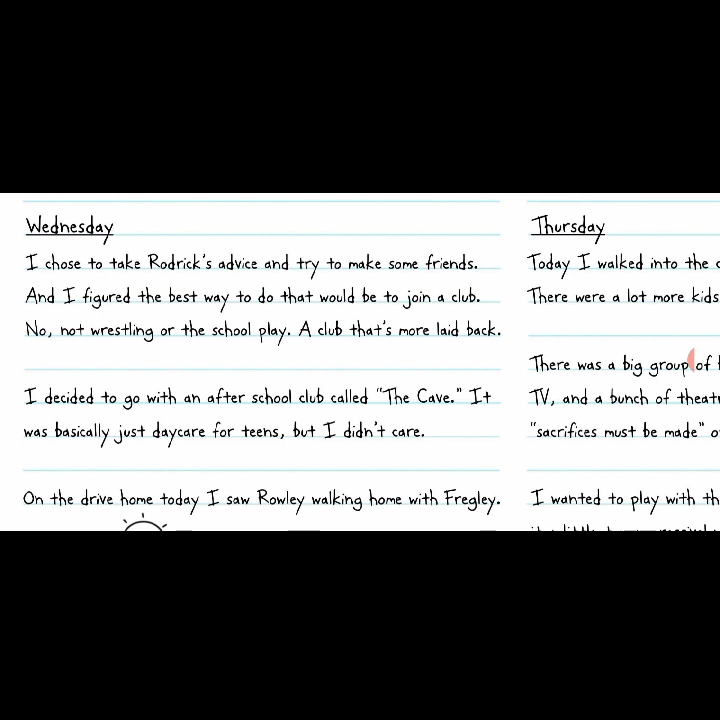 Wednesday
I chose to take Rodrick's advice and try to make some friends.
And I figured the best way to do that would be to join a club.
No, not wrestling or the school play. A club that's more laid back.
I decided to go with an after school club called "The Cave." It
was basically just daycare for teens, but I didn't care.
On the drive home today I saw Rowley walking home with Fregley.
Thursday
Today I walked into the
There were a lot more kids
There was a big group of
TV, and a bunch of
"sacrifices must be made"
I wanted to play with